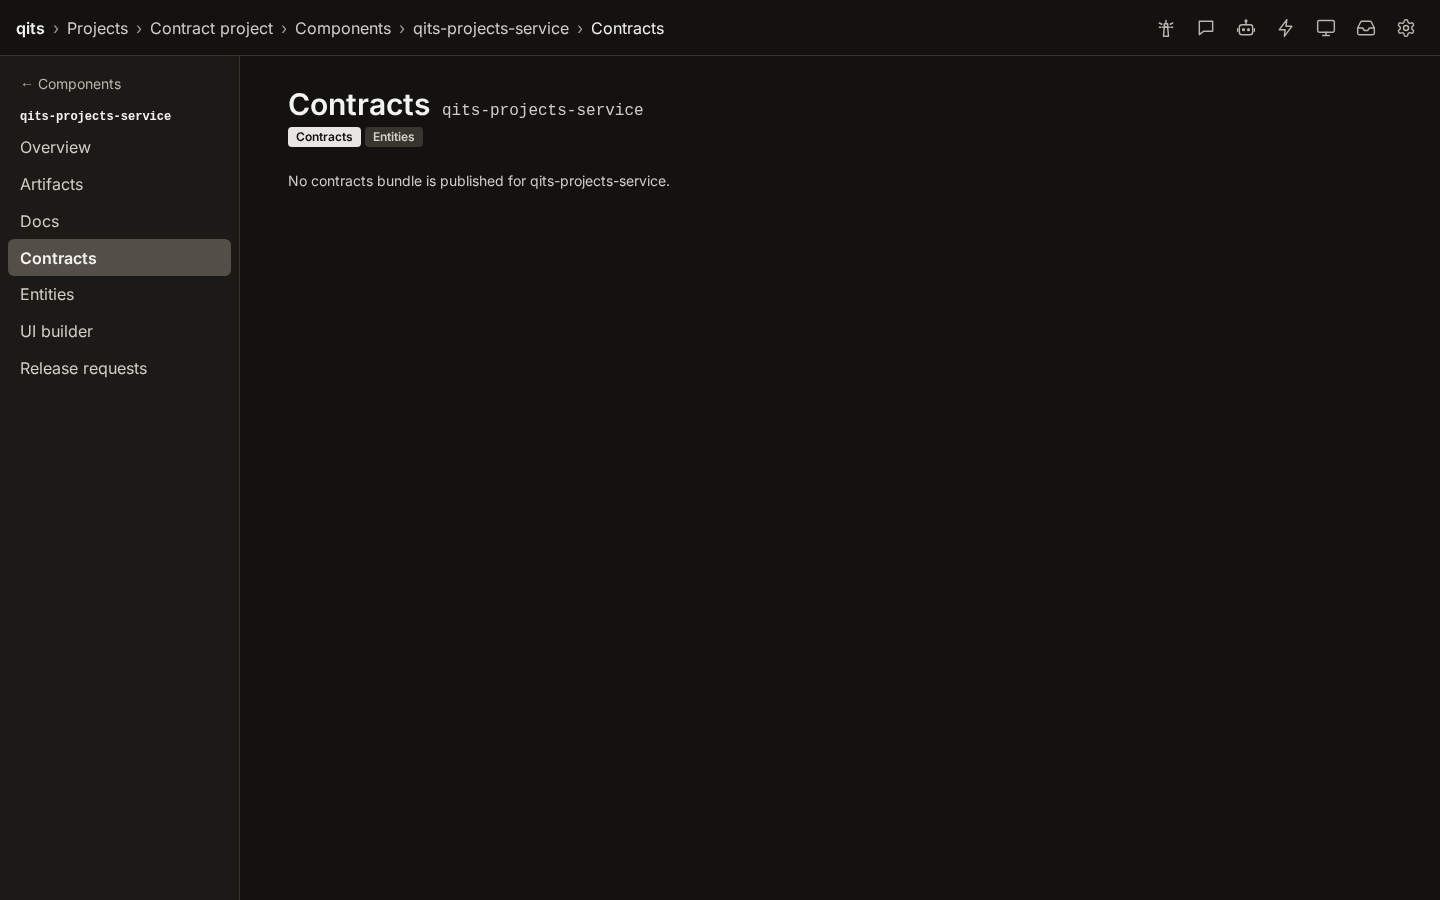 qits › Projects › Contract project › Components › qits-projects-service › Contracts
← Components
qits-projects-service
Overview
Artifacts
Docs
Contracts
Entities
UI builder
Release requests
Contracts qits-projects-service
Contracts Entities
No contracts bundle is published for qits-projects-service.